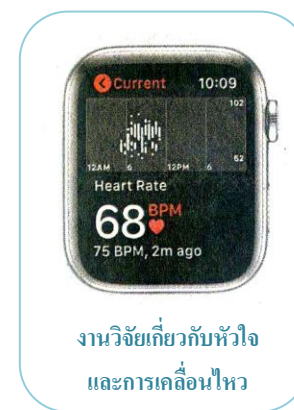 Current 10:09
102
62
12AM 6 12PM 6
Heart Rate
68 BPM
75 BPM, 2m ago
งานวิจัยเกี่ยวกับหัวใจ
และการเคลื่อนไหว